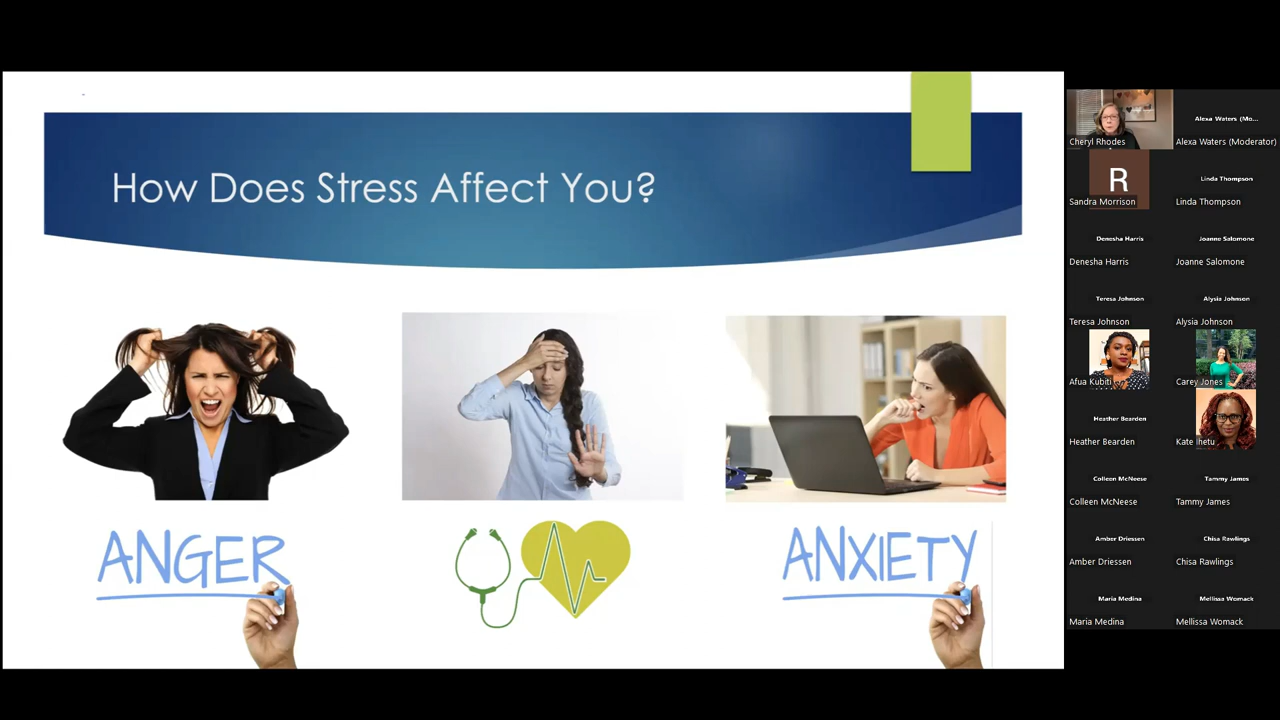 How Does Stress Affect You?
ANGER
ANXIETY
Cheryl Rhodes
Alexa Waters (Mo...
Alexa Waters (Moderator)
R
Sandra Morrison
Linda Thompson
Linda Thompson
Denesha Harris
Denesha Harris
Joanne Salomone
Joanne Salomone
Teresa Johnson
Teresa Johnson
Alysia Johnson
Alysia Johnson
Afua Kubiti
Carey Jones
Heather Bearden
Heather Bearden
Kate Ihetu
Colleen McNeese
Colleen McNeese
Tammy James
Tammy James
Amber Driessen
Amber Driessen
Chisa Rawlings
Chisa Rawlings
Maria Medina
Maria Medina
Mellissa Womack
Mellissa Womack